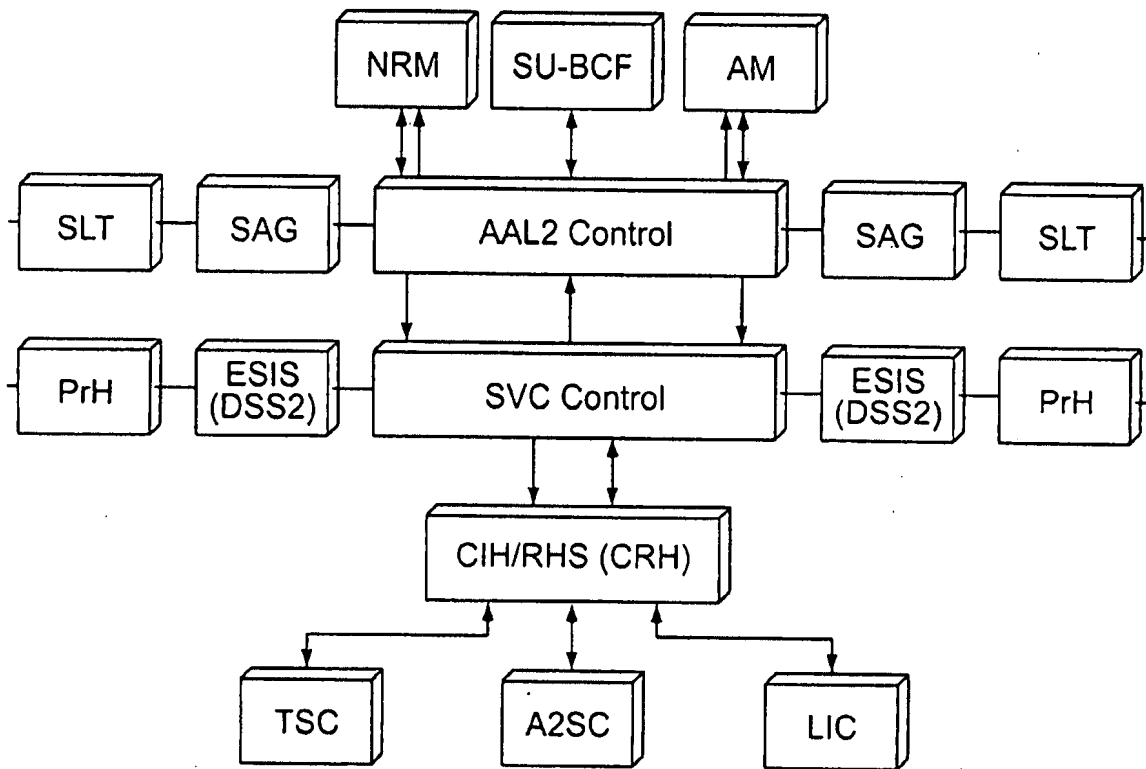 NRM
SU-BCF
AM
SLT
SAG
AAL2 Control
SAG
SLT
PrH
ESIS
(DSS2)
SVC Control
ESIS
(DSS2)
PrH
CIH/RHS (CRH)
TSC
A2SC
LIC